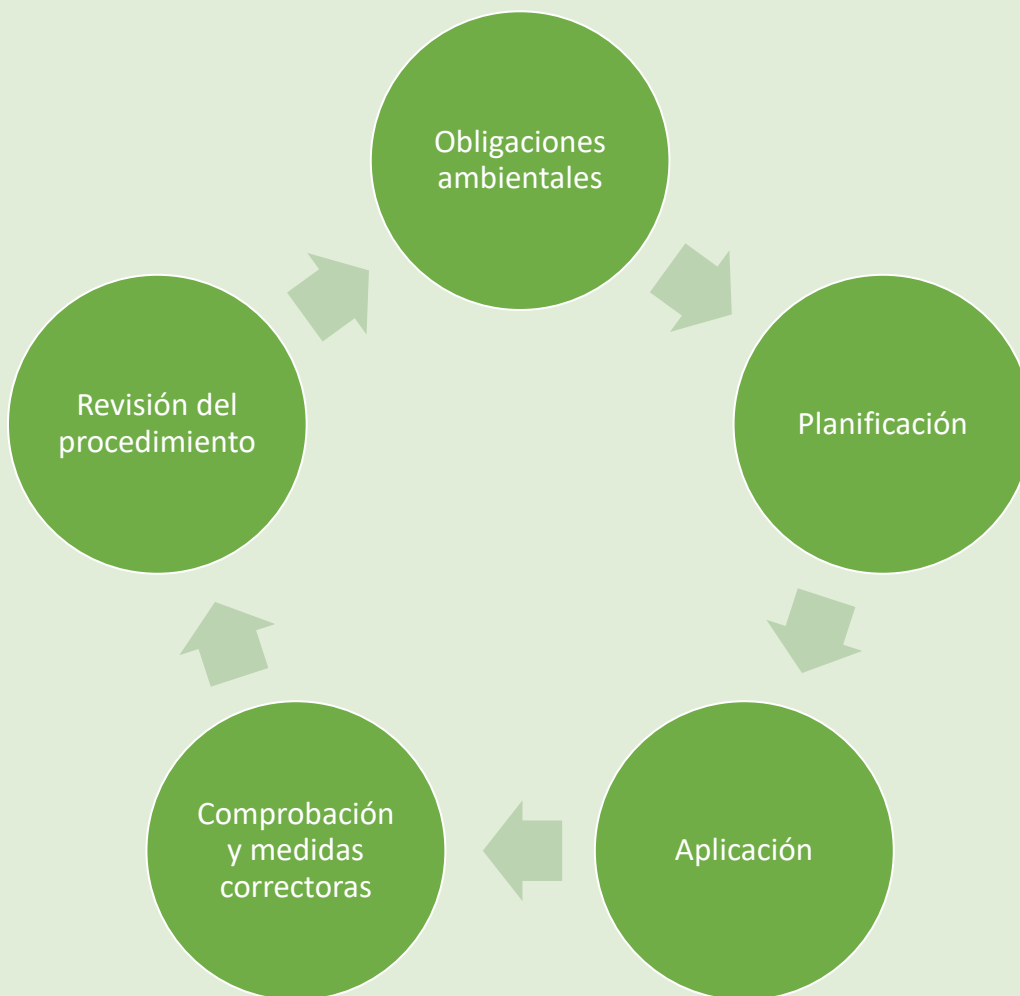 Obligaciones
ambientales
Planificación
Aplicación
Comprobación
y medidas
correctoras
Revisión del
procedimiento